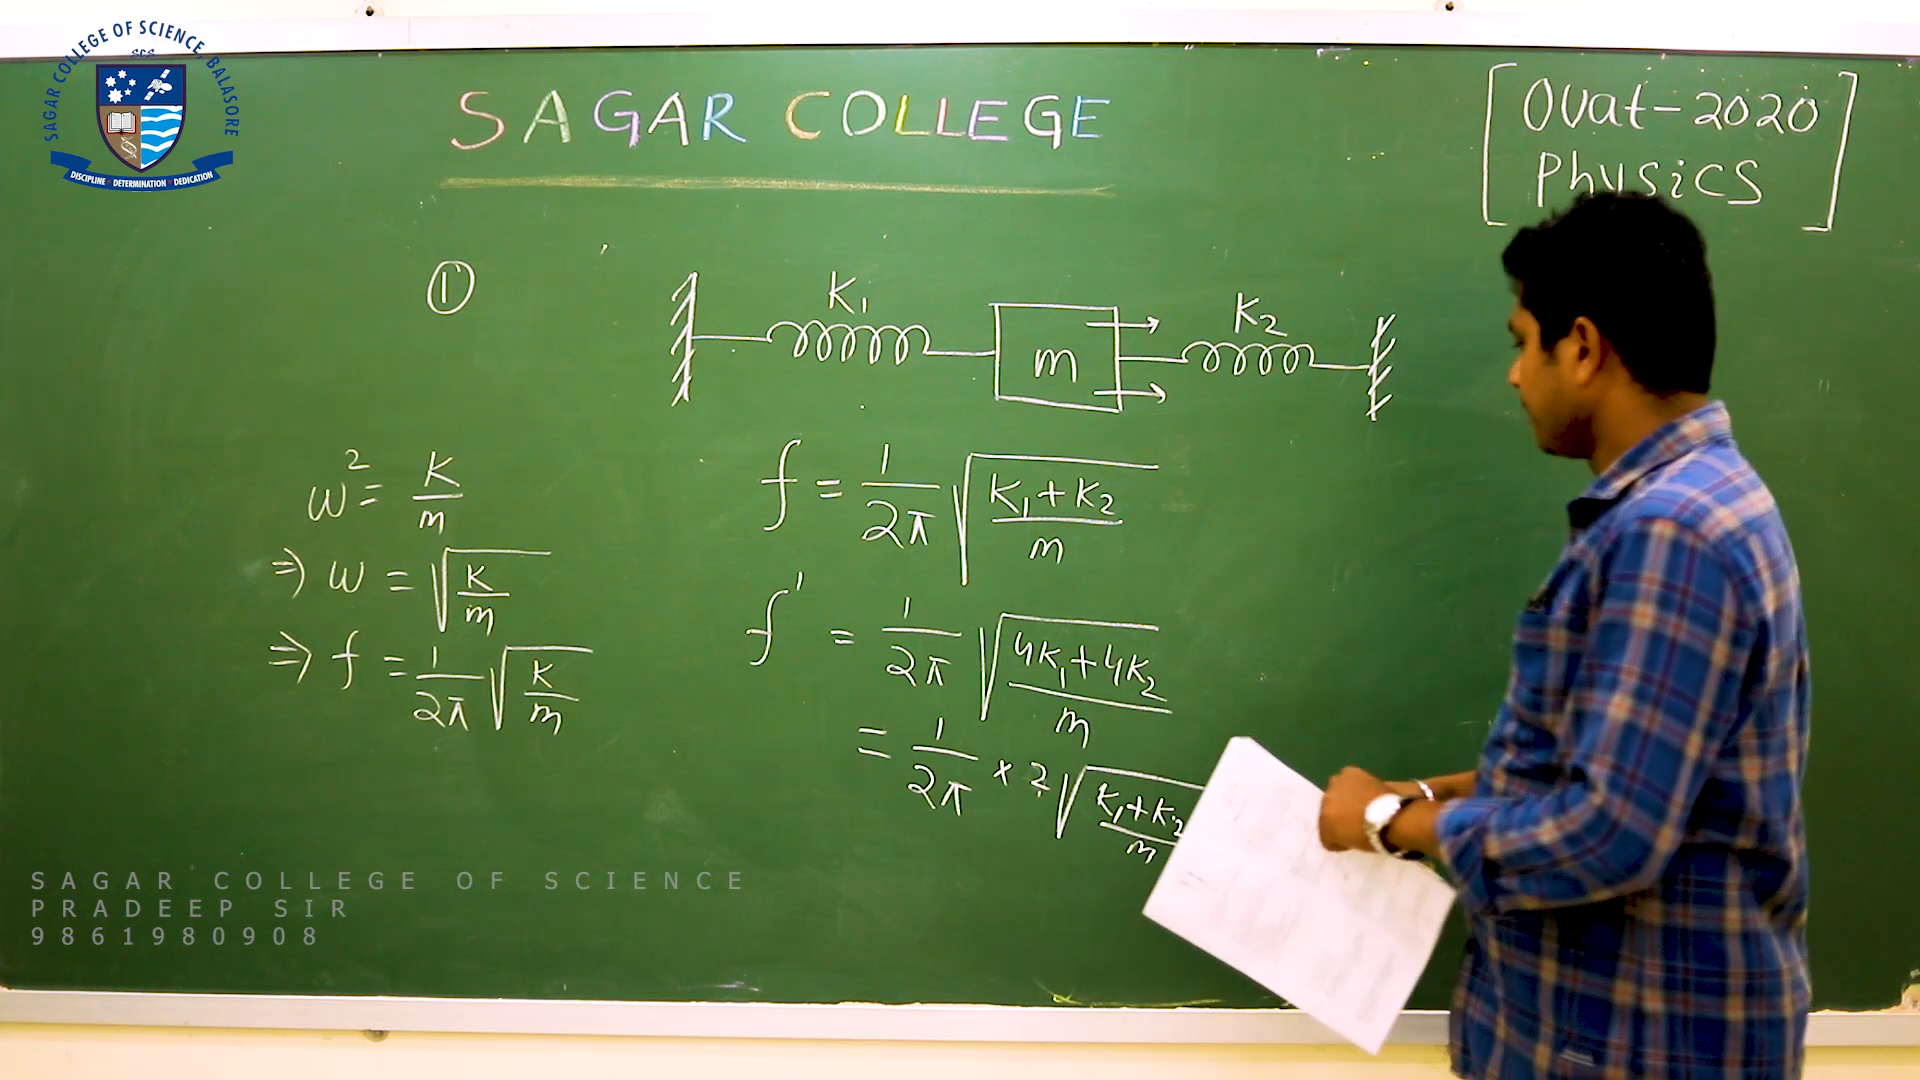 SAGAR COLLEGE OF SCIENCE, BALASORE
SCS
DISCIPLINE • DETERMINATION • DEDICATION
SAGAR COLLEGE
OUAT-2020
PHYSICS
①
K₁
m
K₂
ω² = K/m
⇒ ω = √(K/m)
⇒ f = 1/2π √(K/m)
f = 1/2π √((K₁+K₂)/m)
f' = 1/2π √((4K₁+4K₂)/m)
= 1/2π × 2 √((K₁+K₂)/m)
SAGAR COLLEGE OF SCIENCE
PRADEEP SIR
9861980908